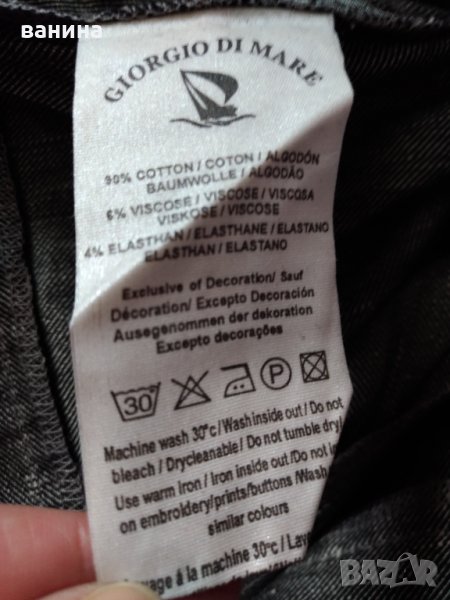 ванина
GIORGIO DI MARE
90% COTTON / COTON / ALGODÓN
BAUMWOLLE / ALGODÃO
6% VISCOSE / VISCOSE / VISCOSA
VISKOSE / VISCOSE
4% ELASTHAN / ELASTHANE / ELASTANO
ELASTHAN / ELASTANO
Exclusive of Decoration/ Sauf
Décoration/ Excepto Decoración
Ausegenommen der dekoration
Excepto decorações
30 P
Machine wash 30°c / Wash inside out / Do not
bleach / Drycleanable / Do not tumble dry/
Use warm iron / Iron inside out / Do not
on embroidery/prints/buttons /Wash
similar colours
à la machine 30°c /
BAZAR